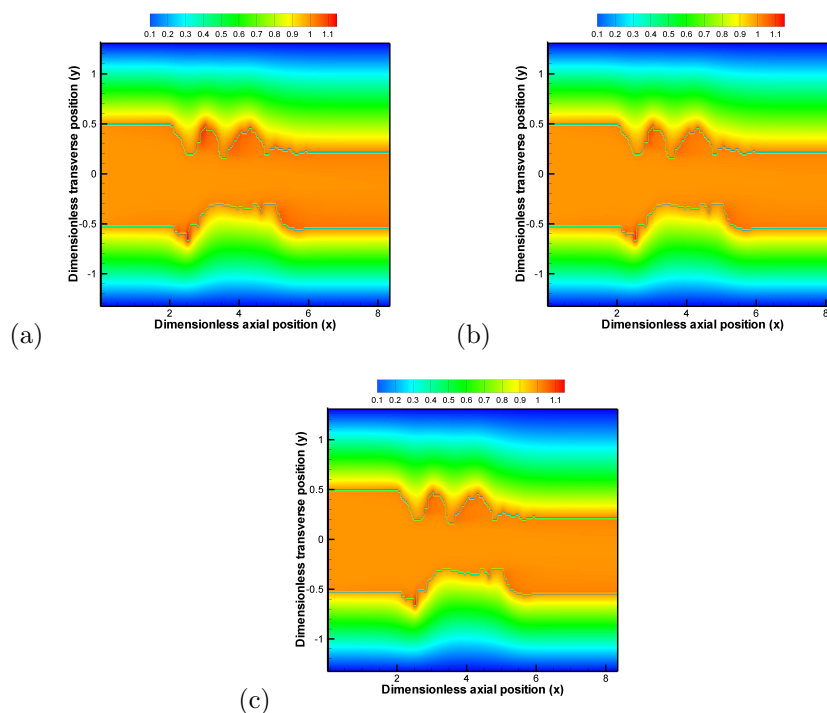 0.1 0.2 0.3 0.4 0.5 0.6 0.7 0.8 0.9 1 1.1
Dimensionless transverse position (y)
1
0.5
0
-0.5
-1
2 4 6 8
Dimensionless axial position (x)
(a)
0.1 0.2 0.3 0.4 0.5 0.6 0.7 0.8 0.9 1 1.1
Dimensionless transverse position (y)
1
0.5
0
-0.5
-1
2 4 6 8
Dimensionless axial position (x)
(b)
0.1 0.2 0.3 0.4 0.5 0.6 0.7 0.8 0.9 1 1.1
Dimensionless transverse position (y)
1
0.5
0
-0.5
-1
2 4 6 8
Dimensionless axial position (x)
(c)